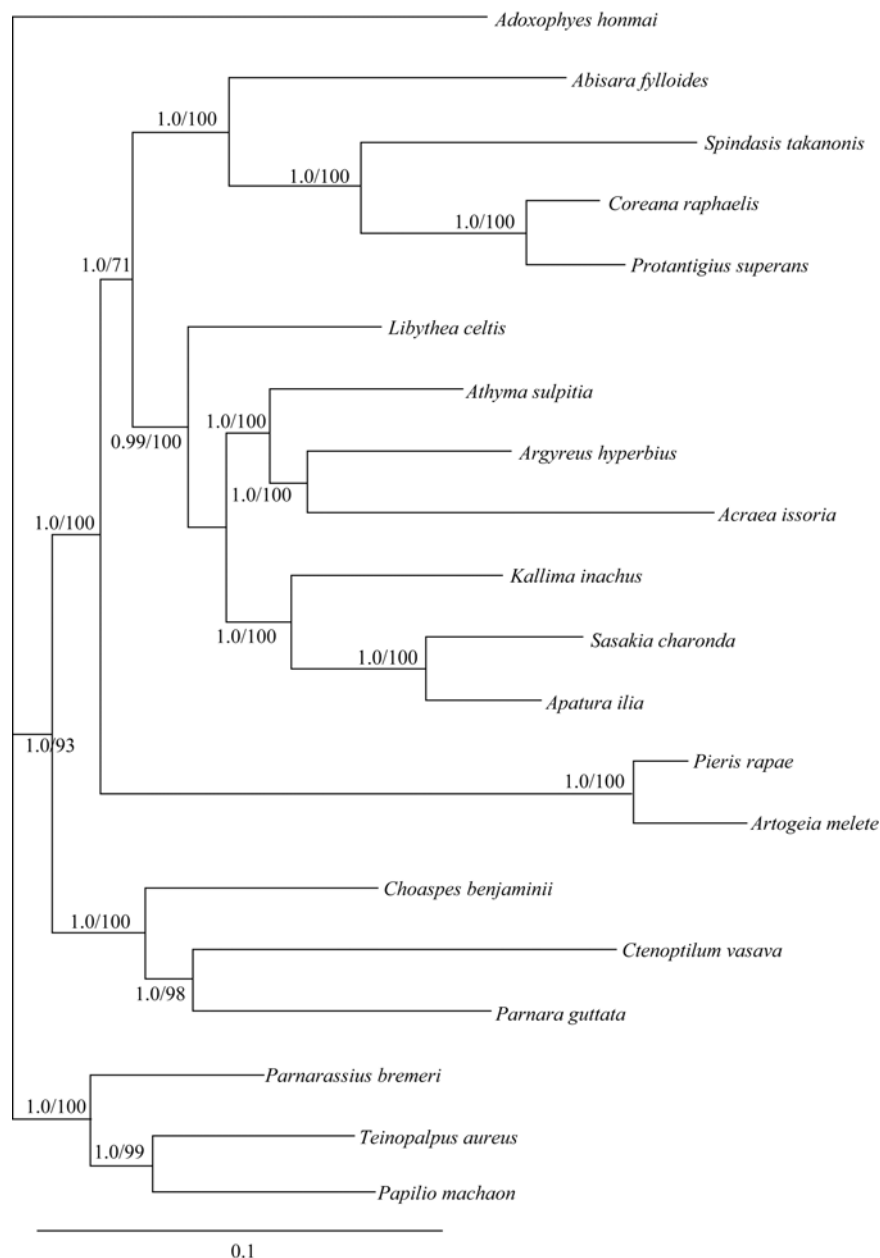 Adoxophyes honmai
Abisara fylloides
1.0/100
Spindasis takanonis
1.0/100
Coreana raphaelis
1.0/100
Protantigius superans
1.0/71
Libythea celtis
Athyma sulpitia
1.0/100
0.99/100
Argyreus hyperbius
1.0/100
Acraea issoria
1.0/100
Kallima inachus
1.0/100
Sasakia charonda
1.0/100
Apatura ilia
1.0/93
Pieris rapae
1.0/100
Artogeia melete
Choaspes benjaminii
1.0/100
Ctenoptilum vasava
1.0/98
Parnara guttata
Parnarassius bremeri
1.0/100
Teinopalpus aureus
1.0/99
Papilio machaon
0.1